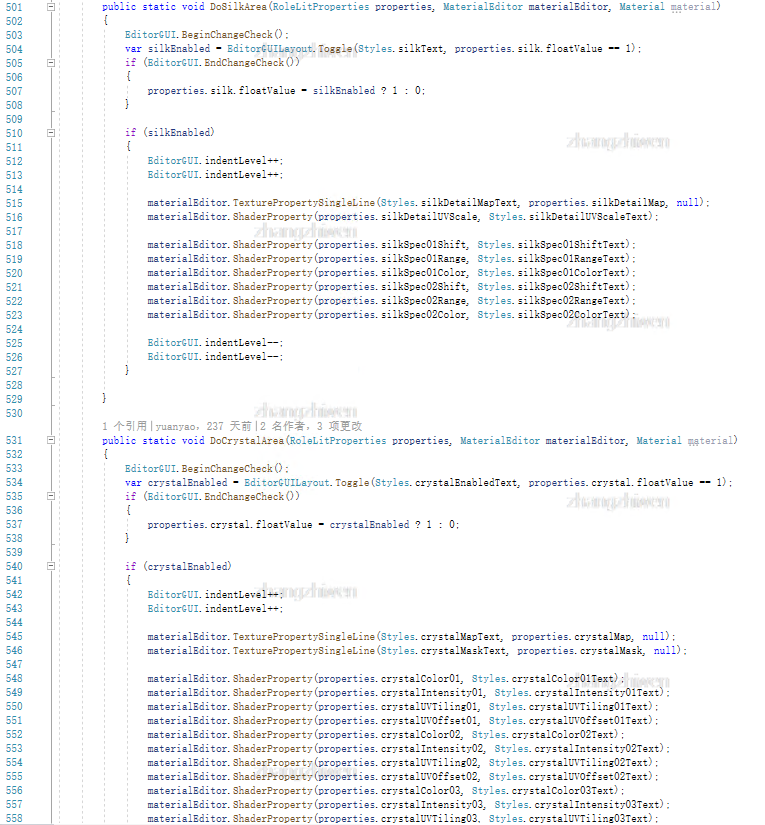 501 public static void DoSilkArea(RoleLitProperties properties, MaterialEditor materialEditor, Material material)
502 {
503 EditorGUI.BeginChangeCheck();
504 var silkEnabled = EditorGUILayout.Toggle(Styles.silkText, properties.silk.floatValue == 1);
505 if (EditorGUI.EndChangeCheck())
506 {
507 properties.silk.floatValue = silkEnabled ? 1 : 0;
508 }
509
510 if (silkEnabled)
511 {
512 EditorGUI.indentLevel++;
513 EditorGUI.indentLevel++;
514
515 materialEditor.TexturePropertySingleLine(Styles.silkDetailMapText, properties.silkDetailMap, null);
516 materialEditor.ShaderProperty(properties.silkDetailUVScale, Styles.silkDetailUVScaleText);
517
518 materialEditor.ShaderProperty(properties.silkSpec01Shift, Styles.silkSpec01ShiftText);
519 materialEditor.ShaderProperty(properties.silkSpec01Range, Styles.silkSpec01RangeText);
520 materialEditor.ShaderProperty(properties.silkSpec01Color, Styles.silkSpec01ColorText);
521 materialEditor.ShaderProperty(properties.silkSpec02Shift, Styles.silkSpec02ShiftText);
522 materialEditor.ShaderProperty(properties.silkSpec02Range, Styles.silkSpec02RangeText);
523 materialEditor.ShaderProperty(properties.silkSpec02Color, Styles.silkSpec02ColorText);
524
525 EditorGUI.indentLevel--;
526 EditorGUI.indentLevel--;
527 }
528
529 }
530
1 个引用|yuanyao，237 天前|2 名作者，3 项更改
531 public static void DoCrystalArea(RoleLitProperties properties, MaterialEditor materialEditor, Material material)
532 {
533 EditorGUI.BeginChangeCheck();
534 var crystalEnabled = EditorGUILayout.Toggle(Styles.crystalEnabledText, properties.crystal.floatValue == 1);
535 if (EditorGUI.EndChangeCheck())
536 {
537 properties.crystal.floatValue = crystalEnabled ? 1 : 0;
538 }
539
540 if (crystalEnabled)
541 {
542 EditorGUI.indentLevel++;
543 EditorGUI.indentLevel++;
544
545 materialEditor.TexturePropertySingleLine(Styles.crystalMapText, properties.crystalMap, null);
546 materialEditor.TexturePropertySingleLine(Styles.crystalMaskText, properties.crystalMask, null);
547
548 materialEditor.ShaderProperty(properties.crystalColor01, Styles.crystalColor01Text);
549 materialEditor.ShaderProperty(properties.crystalIntensity01, Styles.crystalIntensity01Text);
550 materialEditor.ShaderProperty(properties.crystalUVTiling01, Styles.crystalUVTiling01Text);
551 materialEditor.ShaderProperty(properties.crystalUVOffset01, Styles.crystalUVOffset01Text);
552 materialEditor.ShaderProperty(properties.crystalColor02, Styles.crystalColor02Text);
553 materialEditor.ShaderProperty(properties.crystalIntensity02, Styles.crystalIntensity02Text);
554 materialEditor.ShaderProperty(properties.crystalUVTiling02, Styles.crystalUVTiling02Text);
555 materialEditor.ShaderProperty(properties.crystalUVOffset02, Styles.crystalUVOffset02Text);
556 materialEditor.ShaderProperty(properties.crystalColor03, Styles.crystalColor03Text);
557 materialEditor.ShaderProperty(properties.crystalIntensity03, Styles.crystalIntensity03Text);
558 materialEditor.ShaderProperty(properties.crystalUVTiling03, Styles.crystalUVTiling03Text);